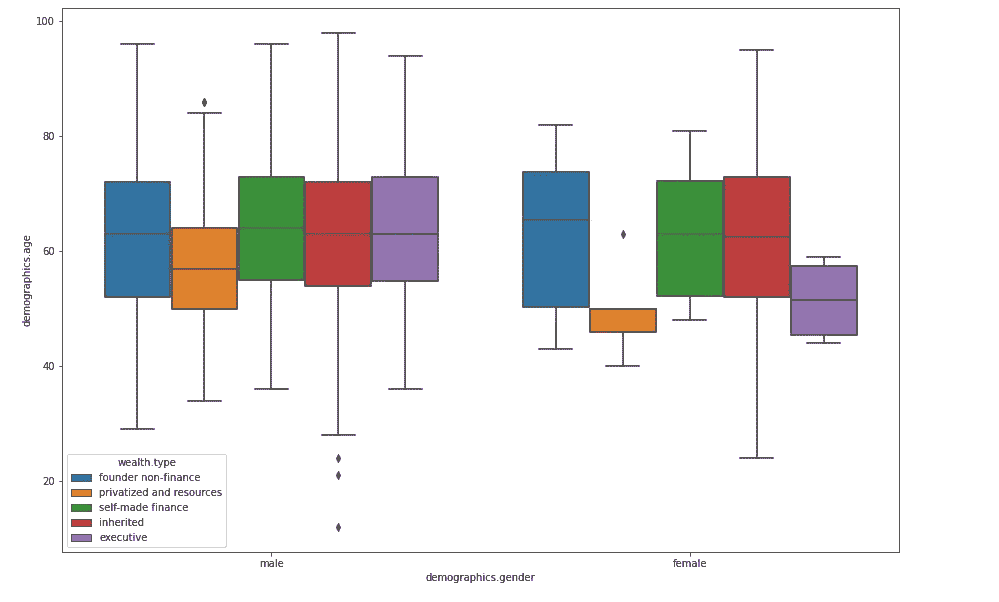 100
80
60
40
20
demographics.age
wealth.type
founder non-finance
privatized and resources
self-made finance
inherited
executive
male
female
demographics.gender